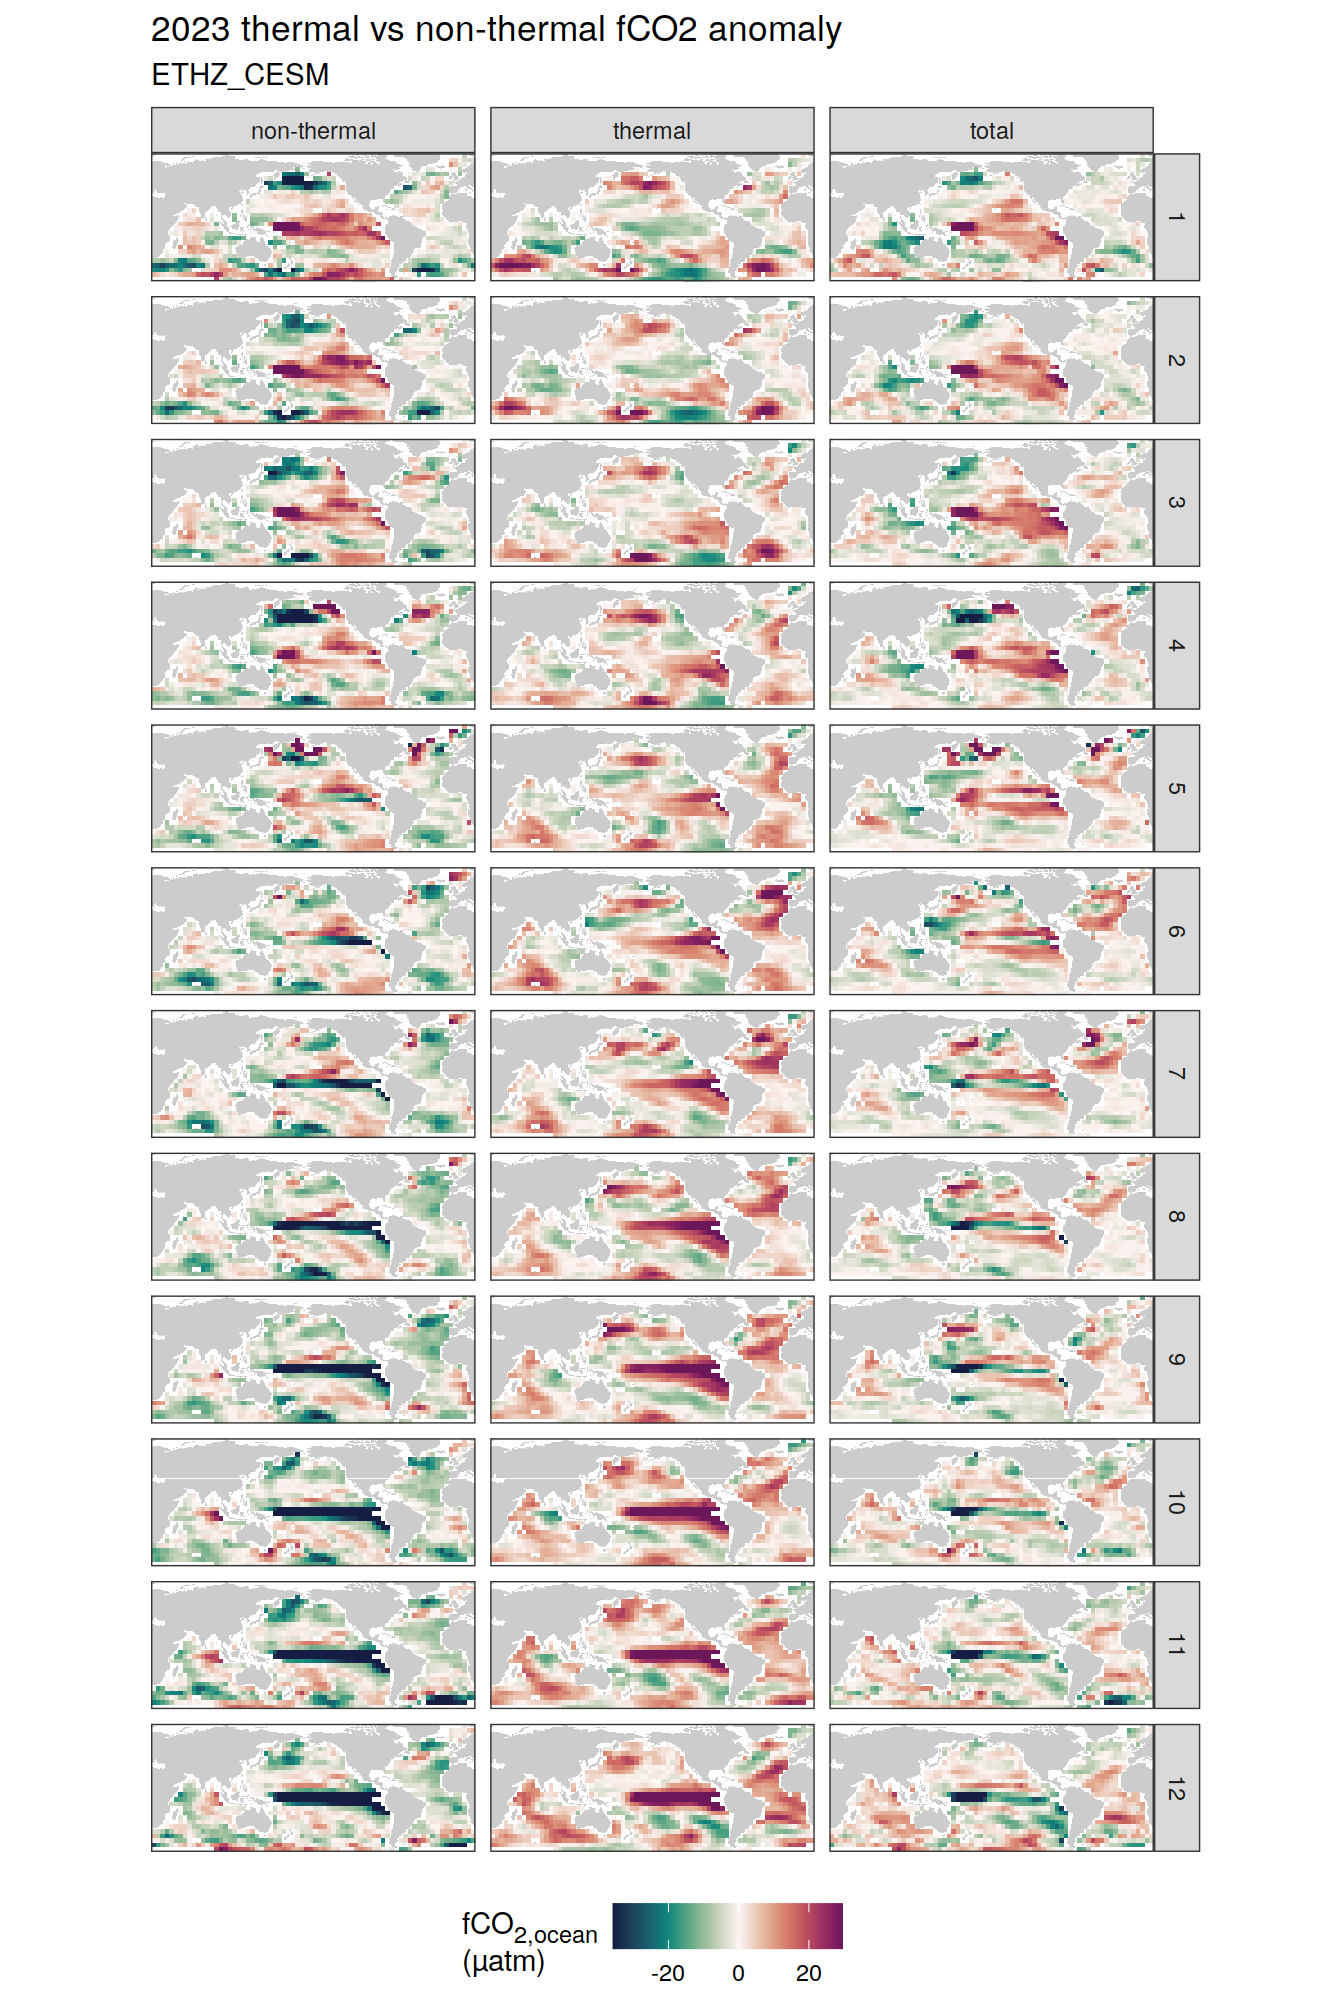 2023 thermal vs non-thermal fCO2 anomaly
ETHZ_CESM
non-thermal
thermal
total
1
2
3
4
5
6
7
8
9
10
11
12
fCO2,ocean
(µatm)
-20
0
20